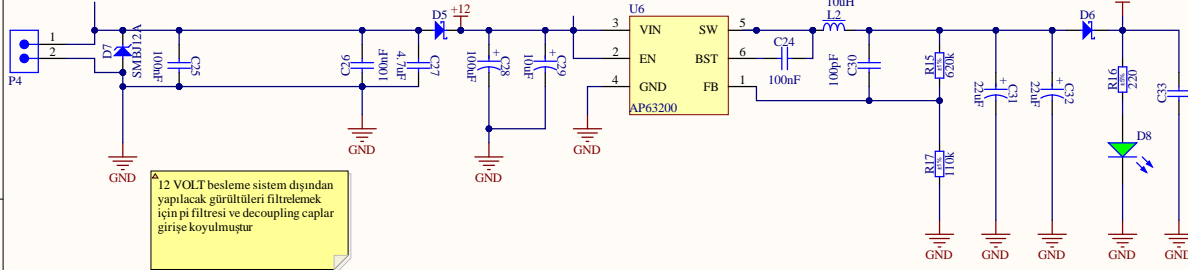 10uH
D5
+12
U6
L2
D6
1
2
P4
D7
SMBJ12A
C25
100nF
C26
100nF
C27
4.7uF
C28
100uF
C29
10uF
3 VIN SW 5
2 EN BST 6
4 GND FB 1
AP63200
C24
100nF
C30
100pF
R15
620k
R17
110k
C31
22uF
C32
22uF
R16
220
D8
C33
GND
GND
GND
GND
GND
GND
GND
GND
GND
12 VOLT besleme sistem dışından
yapılacak gürültüleri filtrelemek
için pi filtresi ve decoupling caplar
girişe koyulmuştur